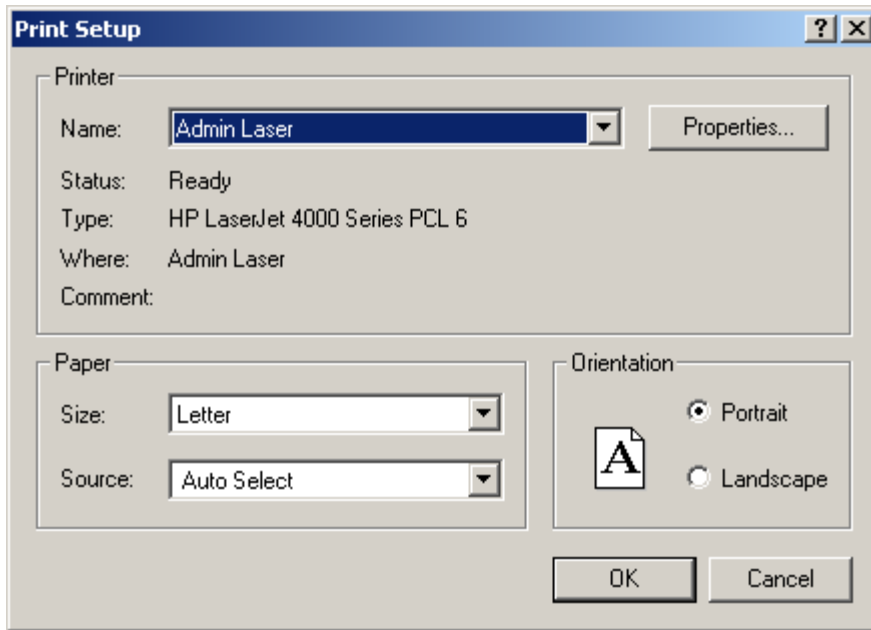 Print Setup
Printer
Name: Admin Laser Properties...
Status: Ready
Type: HP LaserJet 4000 Series PCL 6
Where: Admin Laser
Comment:
Paper
Size: Letter
Source: Auto Select
Orientation
A
Portrait
Landscape
OK Cancel